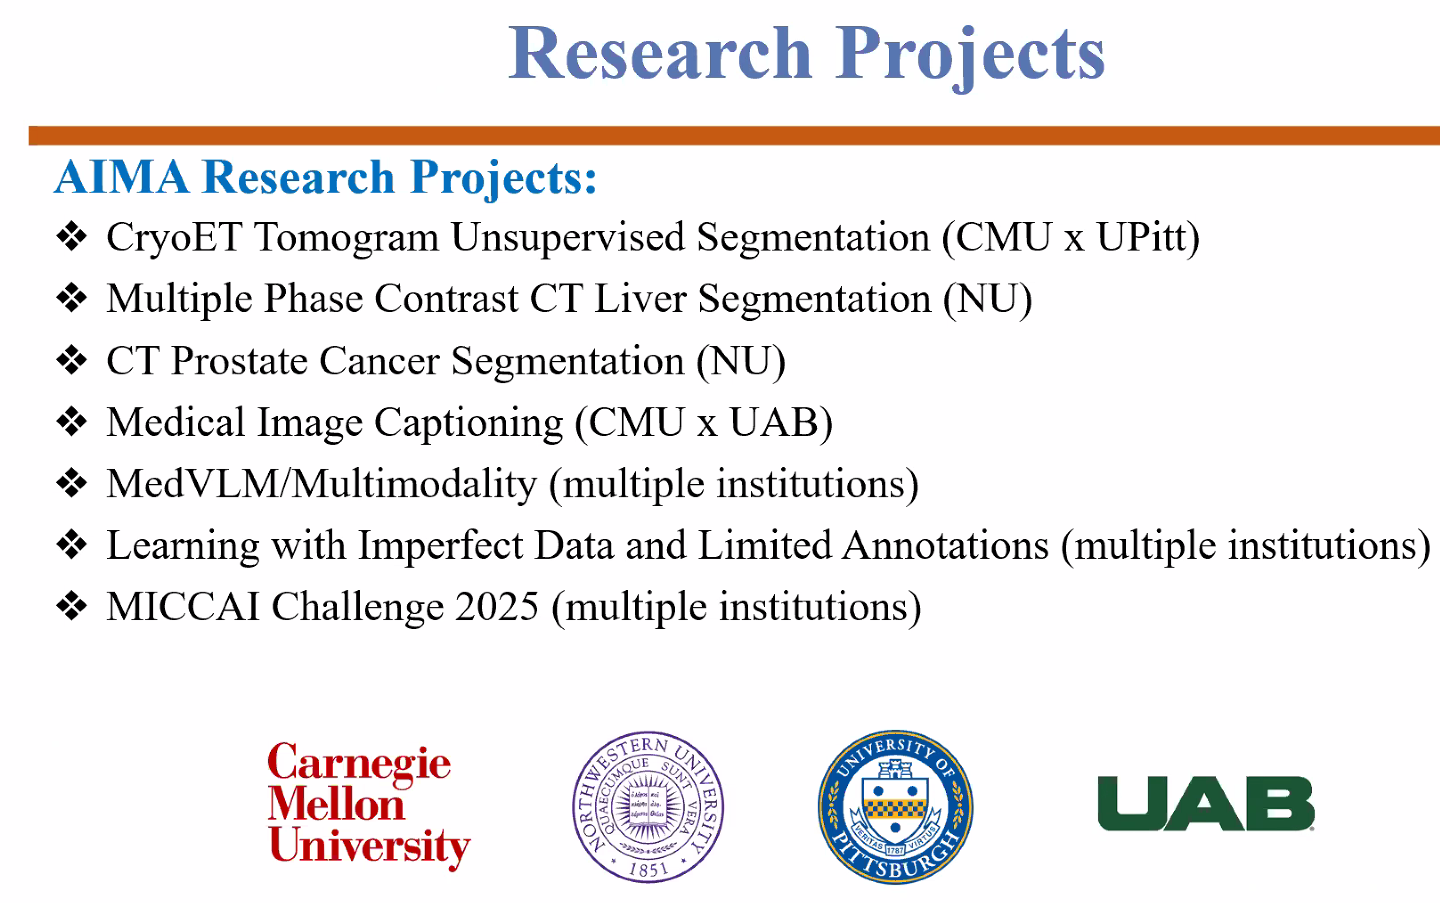 Research Projects
AIMA Research Projects:
❖ CryoET Tomogram Unsupervised Segmentation (CMU x UPitt)
❖ Multiple Phase Contrast CT Liver Segmentation (NU)
❖ CT Prostate Cancer Segmentation (NU)
❖ Medical Image Captioning (CMU x UAB)
❖ MedVLM/Multimodality (multiple institutions)
❖ Learning with Imperfect Data and Limited Annotations (multiple institutions)
❖ MICCAI Challenge 2025 (multiple institutions)
Carnegie
Mellon
University
NORTHWESTERN UNIVERSITY
QUAECUMQUE SUNT VERA
1851
UNIVERSITY OF
PITTSBURGH
VERITAS 1787 VIRTUS
UAB